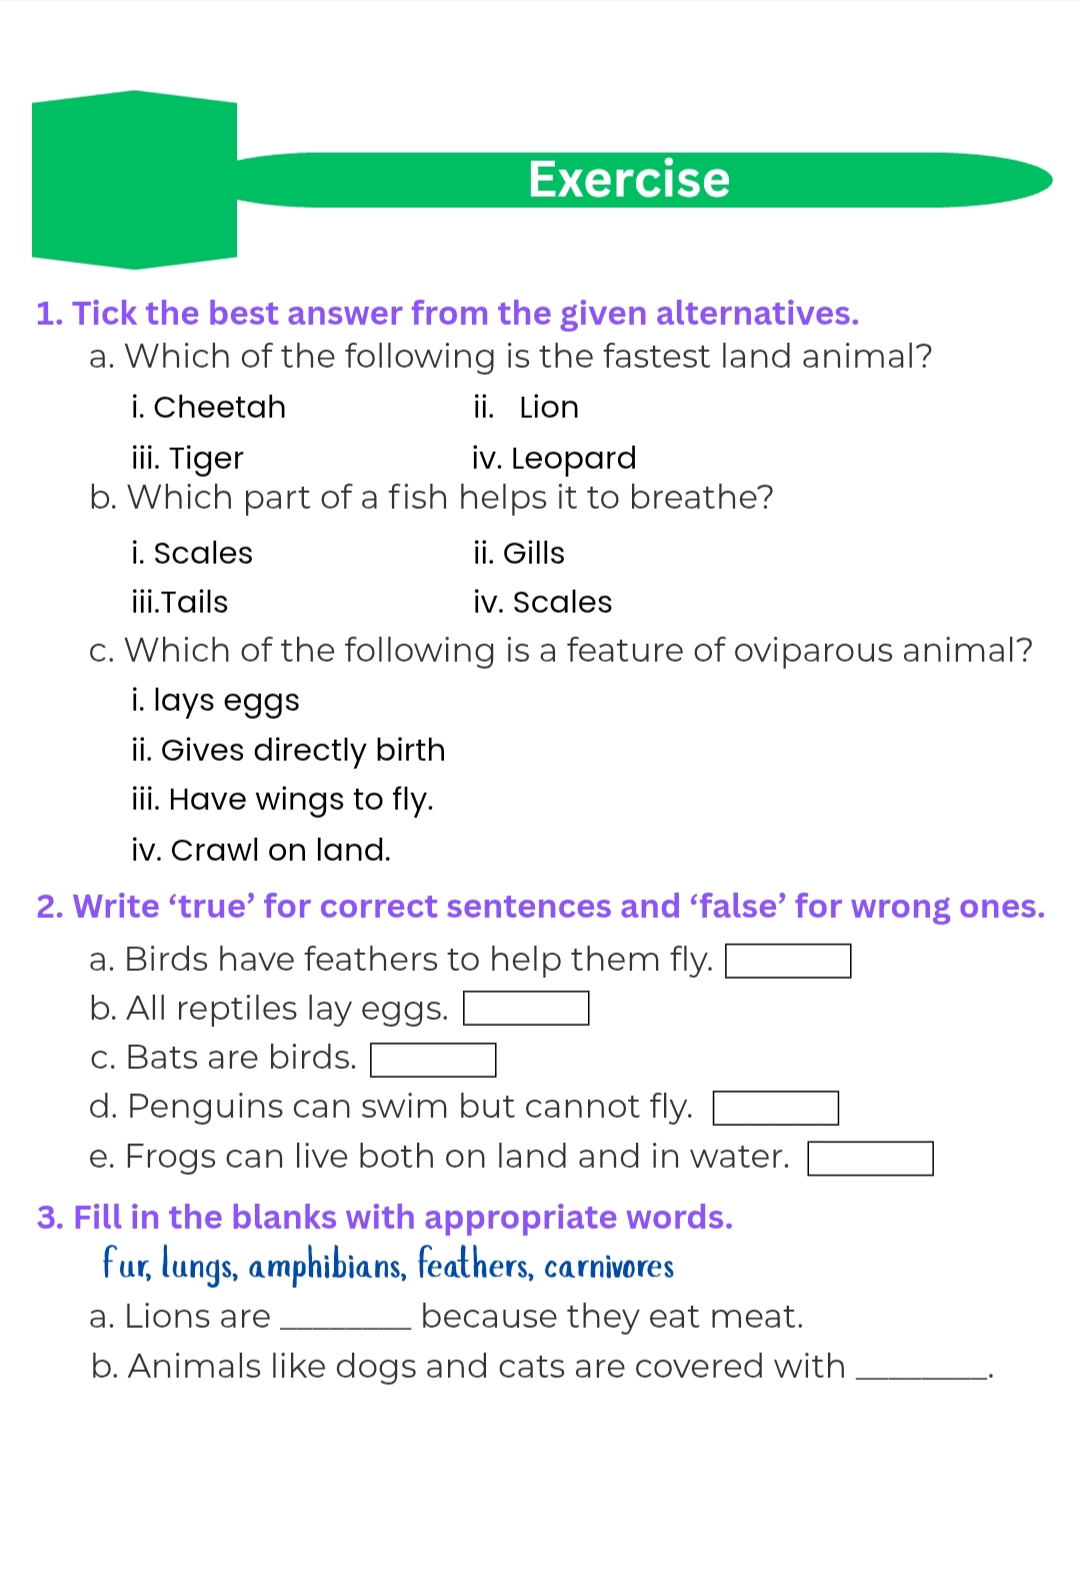 Exercise
1. Tick the best answer from the given alternatives.
a. Which of the following is the fastest land animal?
i. Cheetah ii. Lion
iii. Tiger iv. Leopard
b. Which part of a fish helps it to breathe?
i. Scales ii. Gills
iii.Tails iv. Scales
c. Which of the following is a feature of oviparous animal?
i. lays eggs
ii. Gives directly birth
iii. Have wings to fly.
iv. Crawl on land.
2. Write ‘true’ for correct sentences and ‘false’ for wrong ones.
a. Birds have feathers to help them fly.
b. All reptiles lay eggs.
c. Bats are birds.
d. Penguins can swim but cannot fly.
e. Frogs can live both on land and in water.
3. Fill in the blanks with appropriate words.
fur, lungs, amphibians, feathers, carnivores
a. Lions are ________ because they eat meat.
b. Animals like dogs and cats are covered with ________.